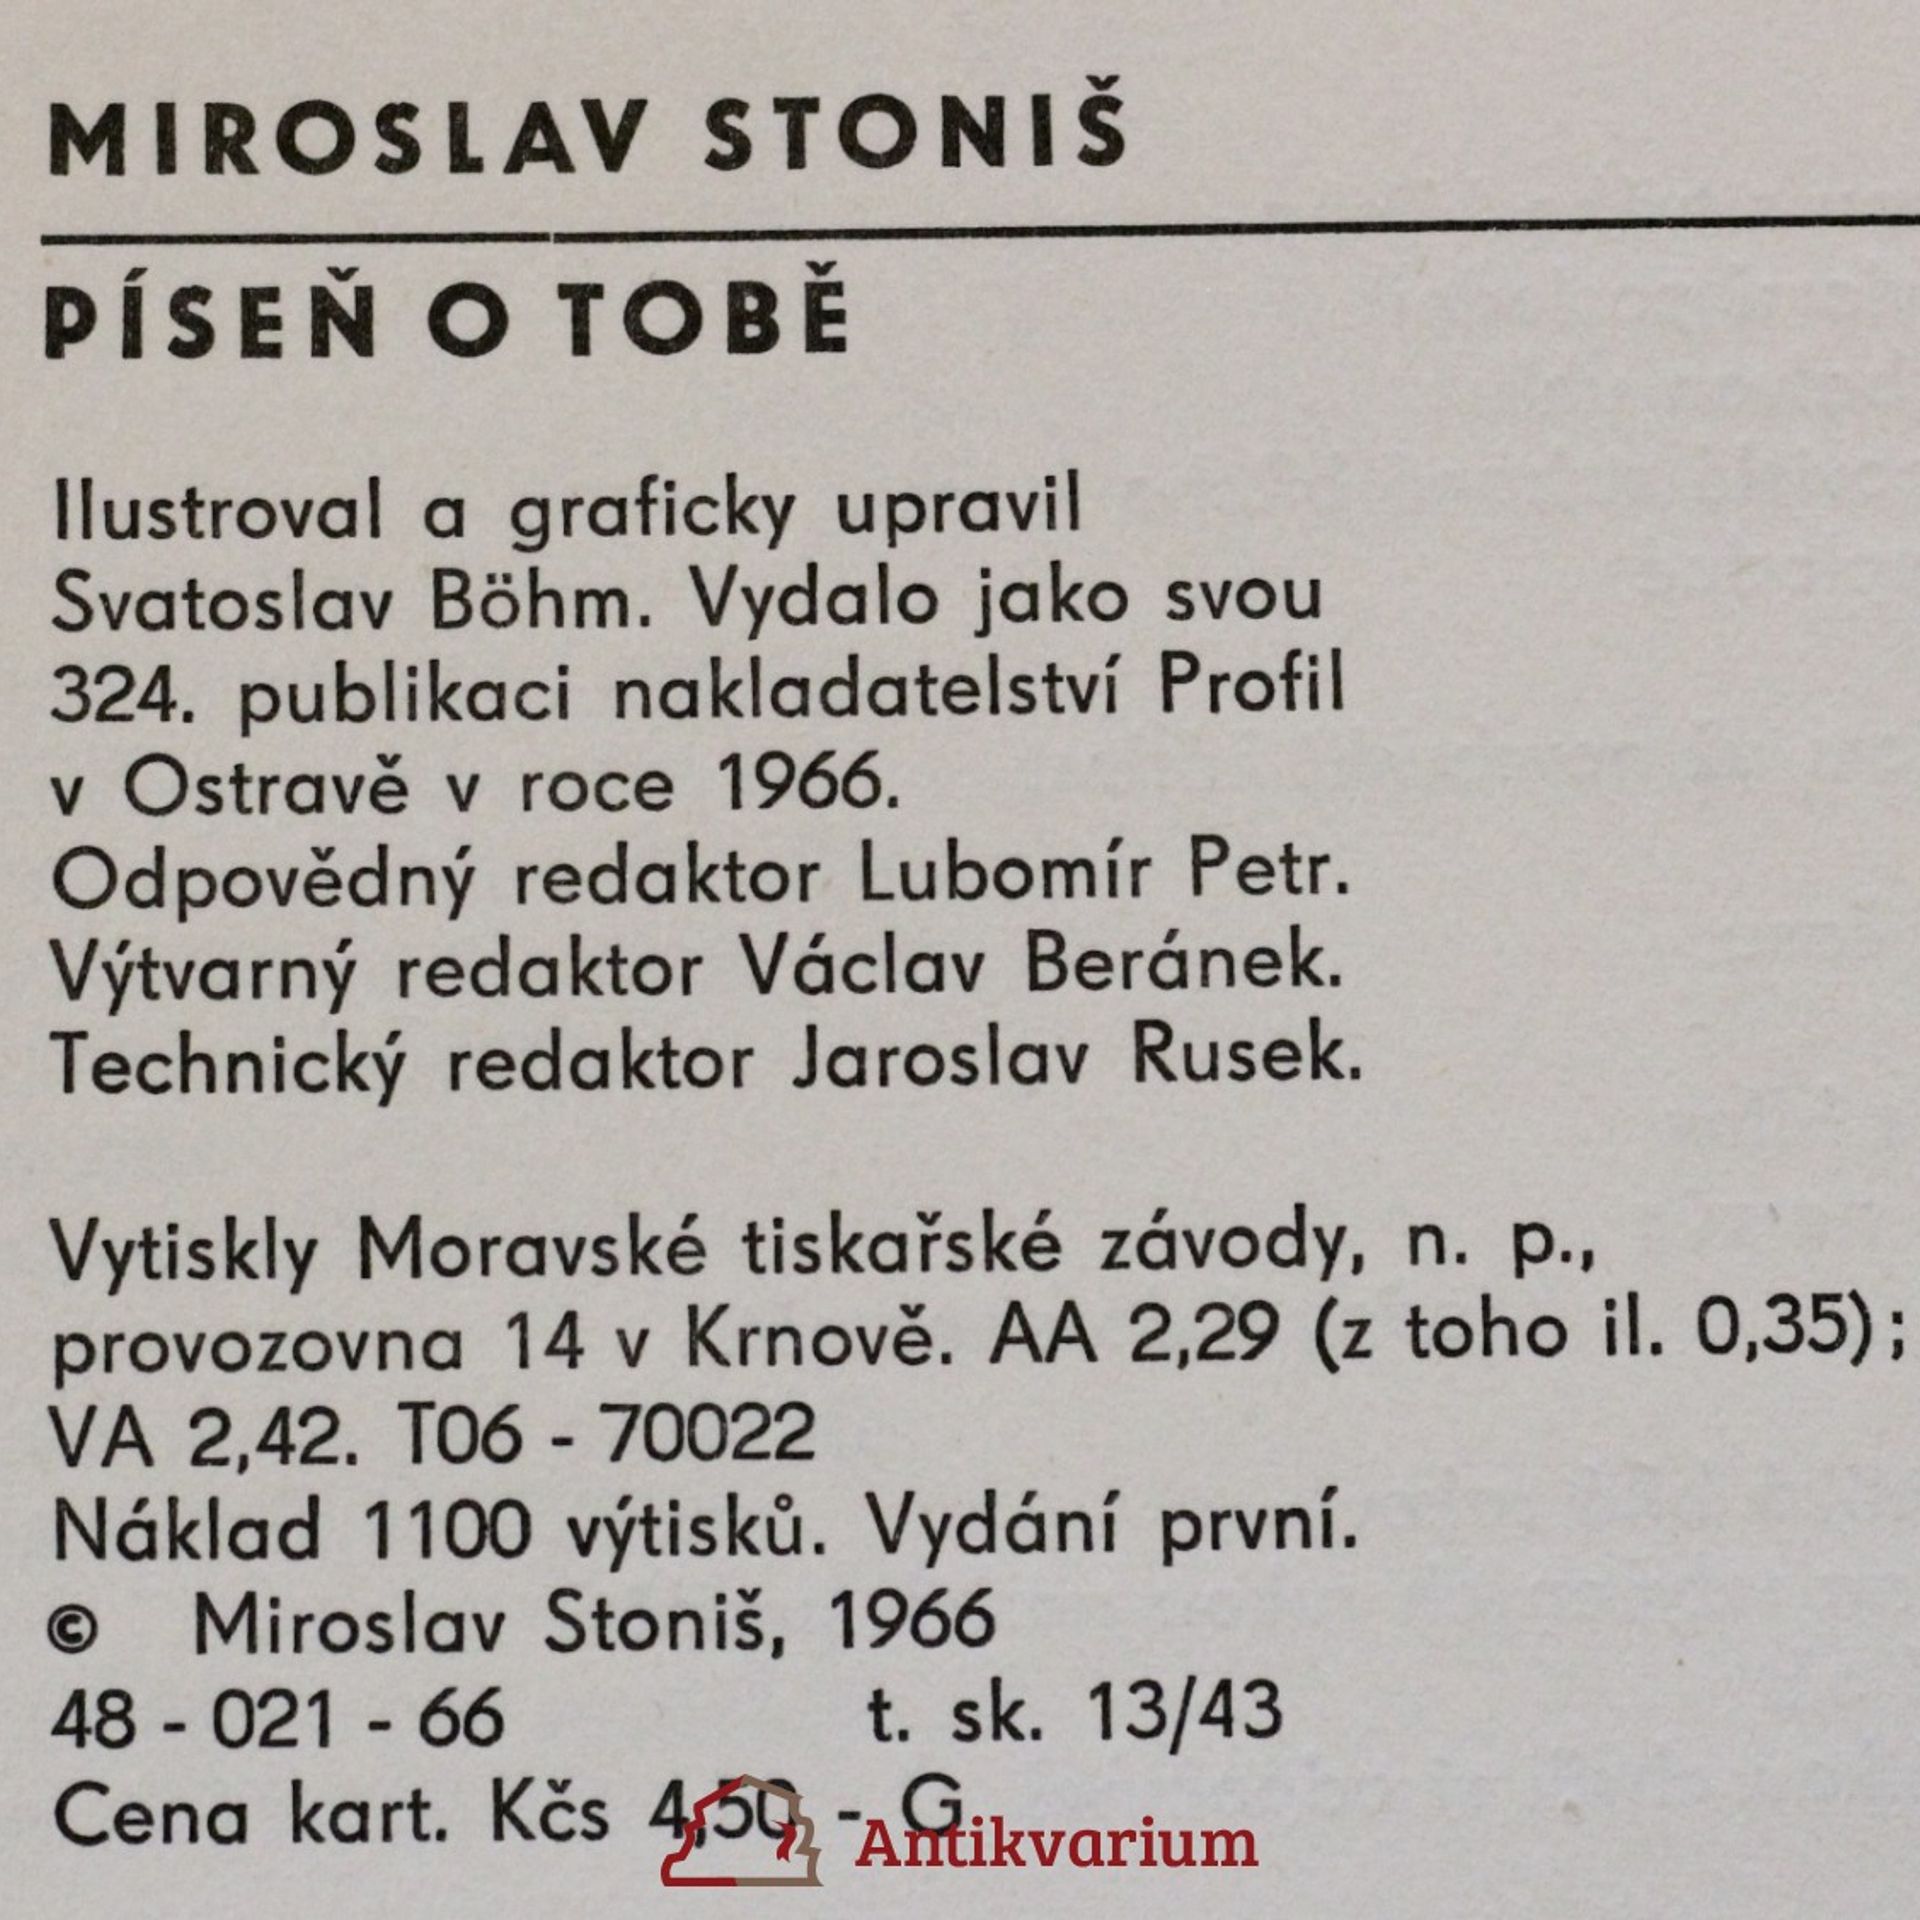 MIROSLAV STONIŠ
PÍSEŇ O TOBĚ
Ilustroval a graficky upravil
Svatoslav Böhm. Vydalo jako svou
324. publikaci nakladatelství Profil
v Ostravě v roce 1966.
Odpovědný redaktor Lubomír Petr.
Výtvarný redaktor Václav Beránek.
Technický redaktor Jaroslav Rusek.
Vytiskly Moravské tiskařské závody, n. p.,
provozovna 14 v Krnově. AA 2,29 (z toho il. 0,35);
VA 2,42. T06 - 70022
Náklad 1100 výtisků. Vydání první.
© Miroslav Stoniš, 1966
48 - 021 - 66 t. sk. 13/43
Cena kart. Kčs 4,50 - G
Antikvarium